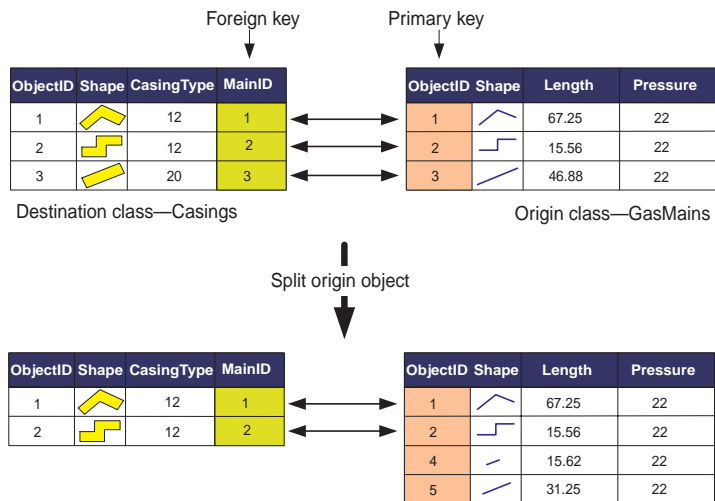 Foreign key Primary key
ObjectID Shape CasingType MainID ObjectID Shape Length Pressure
1 12 1 1 67.25 22
2 12 2 2 15.56 22
3 20 3 3 46.88 22
Destination class—Casings Origin class—GasMains
Split origin object
ObjectID Shape CasingType MainID ObjectID Shape Length Pressure
1 12 1 1 67.25 22
2 12 2 2 15.56 22
4 15.62 22
5 31.25 22